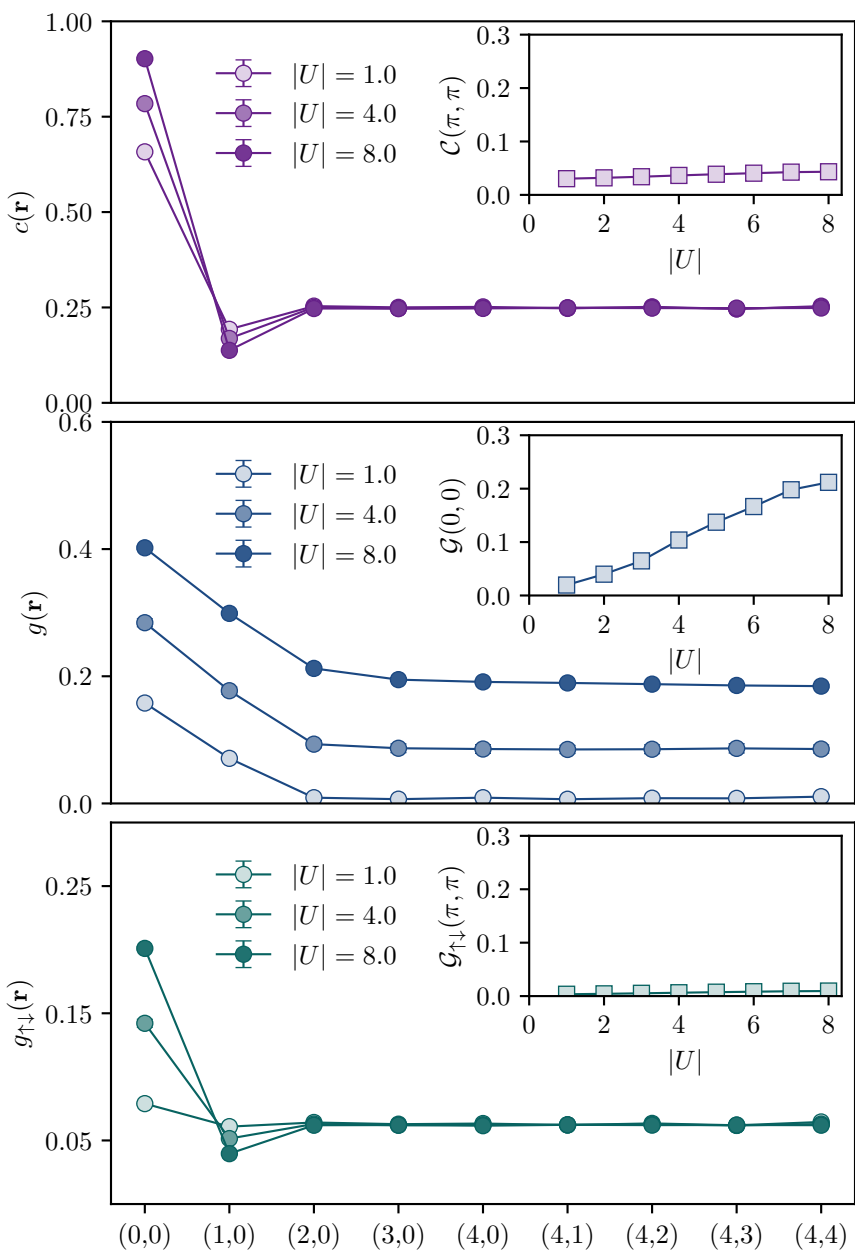 1.00
0.75
0.50
0.25
0.00
c(r)
|U| = 1.0
|U| = 4.0
|U| = 8.0
0.3
0.2
0.1
0.0
C(π, π)
0 2 4 6 8
|U|
0.6
0.4
0.2
0.0
g(r)
|U| = 1.0
|U| = 4.0
|U| = 8.0
0.3
0.2
0.1
0.0
G(0, 0)
0 2 4 6 8
|U|
0.25
0.15
0.05
g↑↓(r)
|U| = 1.0
|U| = 4.0
|U| = 8.0
0.3
0.2
0.1
0.0
G↑↓(π, π)
0 2 4 6 8
|U|
(0,0) (1,0) (2,0) (3,0) (4,0) (4,1) (4,2) (4,3) (4,4)